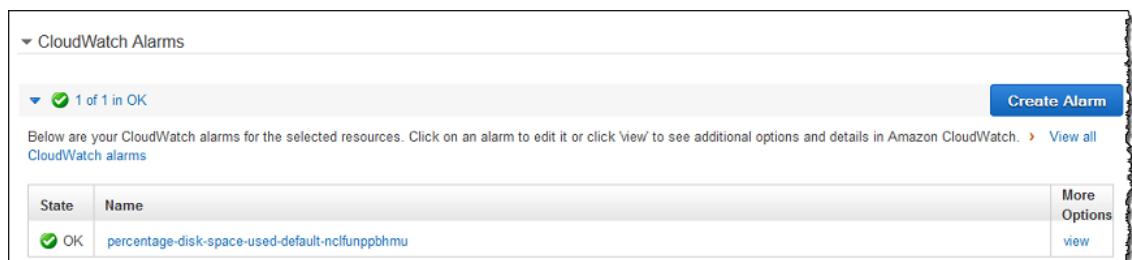 CloudWatch Alarms
1 of 1 in OK
Create Alarm
Below are your CloudWatch alarms for the selected resources. Click on an alarm to edit it or click 'view' to see additional options and details in Amazon CloudWatch. › View all
CloudWatch alarms
State Name More Options
OK percentage-disk-space-used-default-nclfunppbhmu view